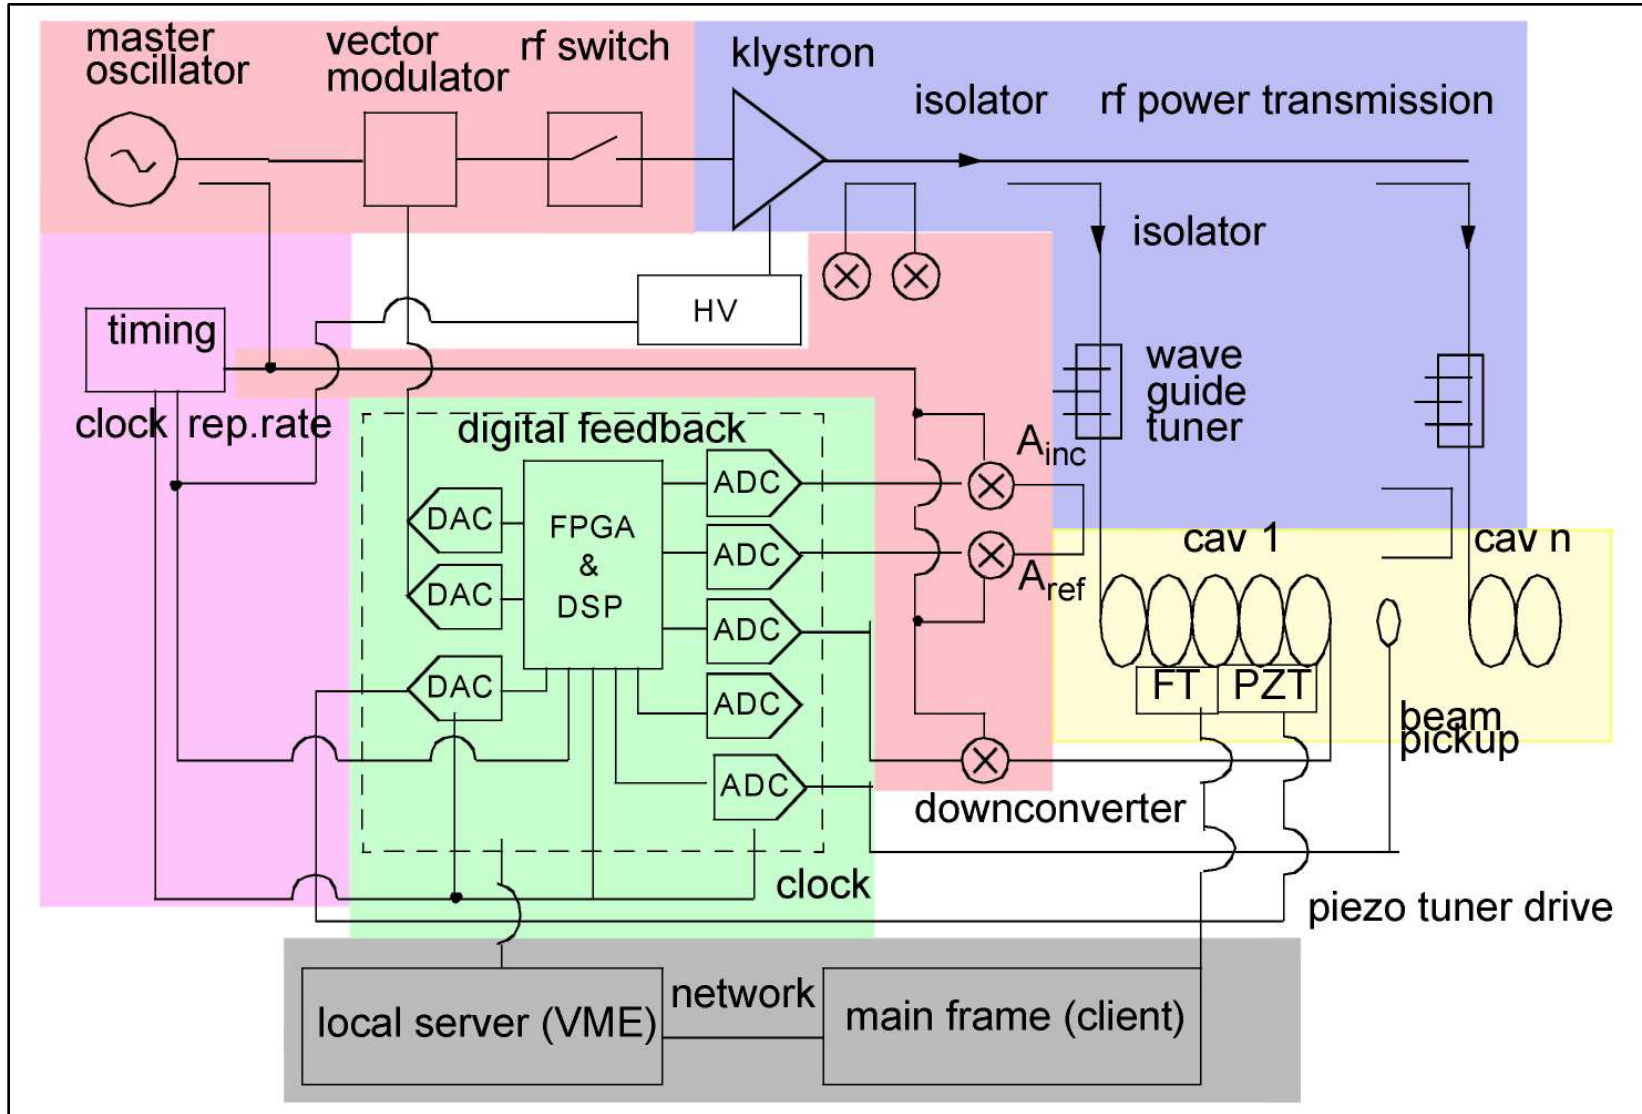 master
oscillator
vector
modulator
rf switch
klystron
isolator
rf power transmission
isolator
HV
timing
wave
guide
tuner
clock
rep.rate
digital feedback
Ainc
ADC
DAC
FPGA
&
DSP
ADC
Aref
cav 1
cav n
DAC
ADC
DAC
ADC
FT
PZT
beam
pickup
ADC
downconverter
clock
piezo tuner drive
local server (VME)
network
main frame (client)